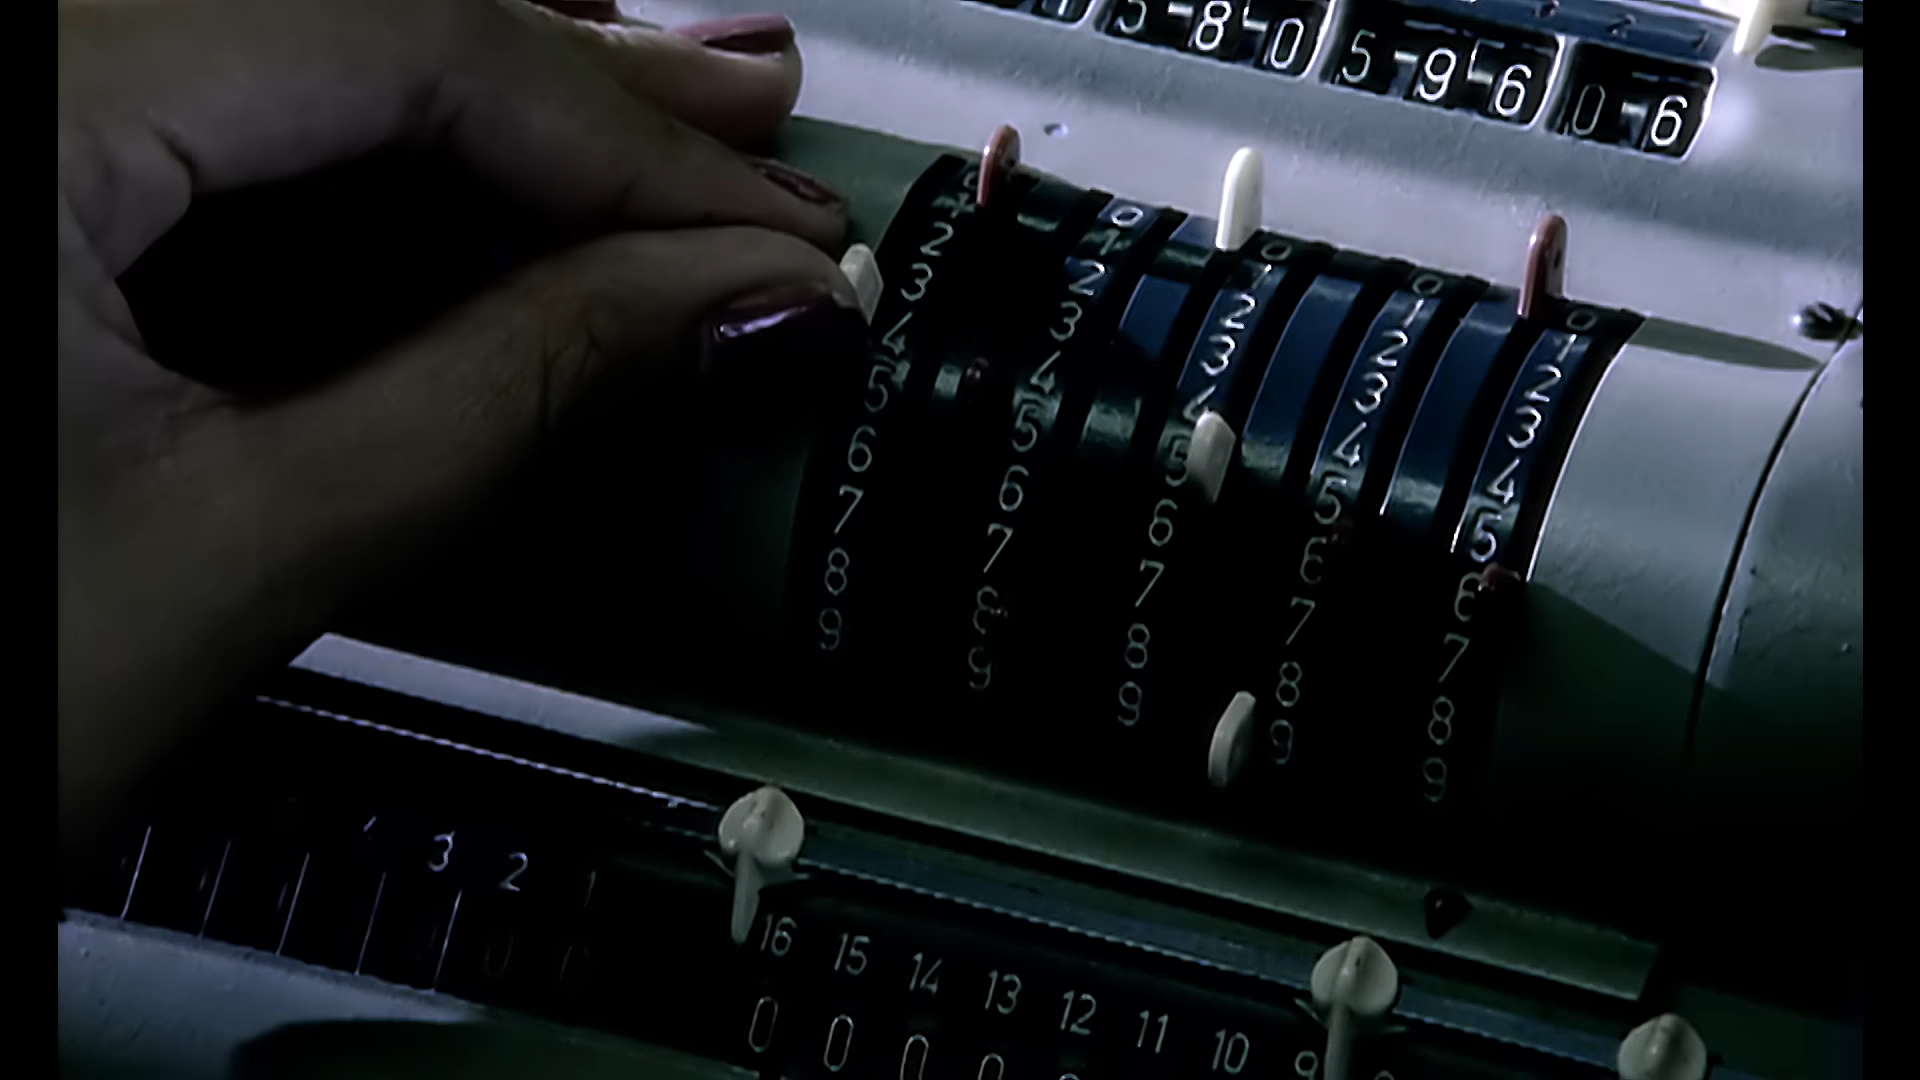 5 8 0 5 9 6 0 6
0 0 0 0
2 1 1 1 1
3 2 2 2 2
4 3 3 3 3
5 4 4 4 4
6 5 5 5 5
7 6 6 6 6
8 7 7 7 7
9 8 8 8 8
9 9 9 9
3 2 1
16 15 14 13 12 11 10 9
0 0 0 0